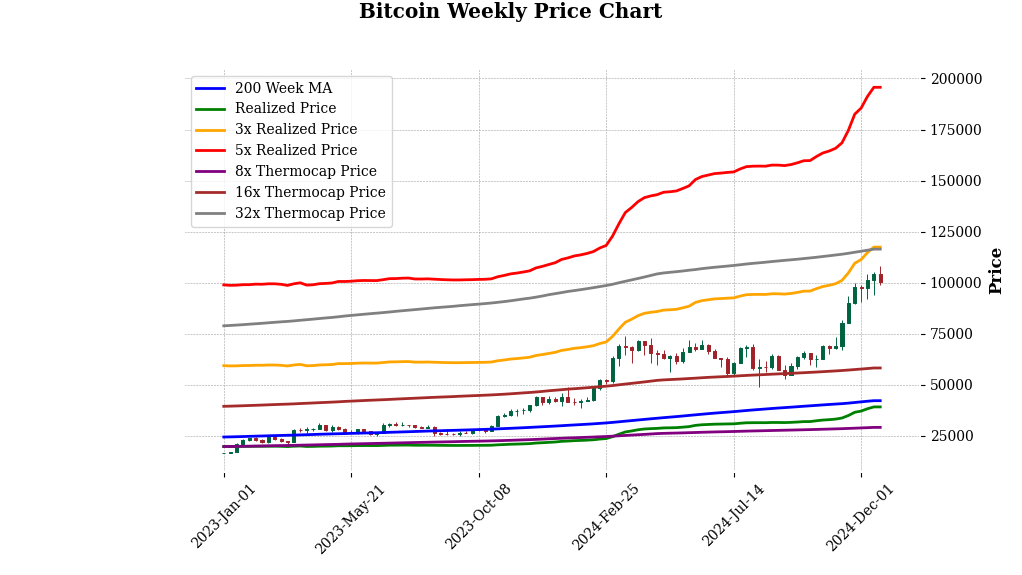 Bitcoin Weekly Price Chart
200 Week MA
Realized Price
3x Realized Price
5x Realized Price
8x Thermocap Price
16x Thermocap Price
32x Thermocap Price
200000
175000
150000
125000
100000
75000
50000
25000
Price
2023-Jan-01
2023-May-21
2023-Oct-08
2024-Feb-25
2024-Jul-14
2024-Dec-01